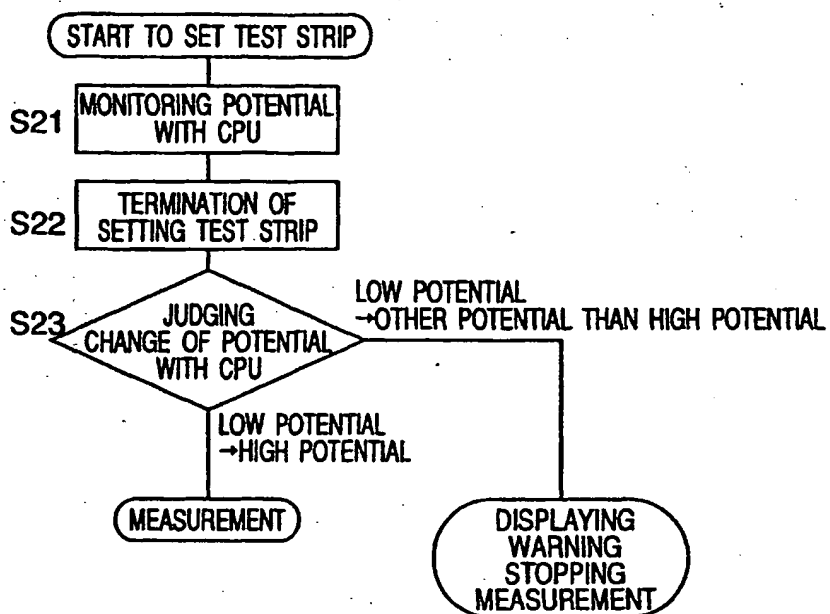 START TO SET TEST STRIP
S21
MONITORING POTENTIAL
WITH CPU
S22
TERMINATION OF
SETTING TEST STRIP
S23
JUDGING
CHANGE OF POTENTIAL
WITH CPU
LOW POTENTIAL
→OTHER POTENTIAL THAN HIGH POTENTIAL
LOW POTENTIAL
→HIGH POTENTIAL
MEASUREMENT
DISPLAYING
WARNING
STOPPING
MEASUREMENT